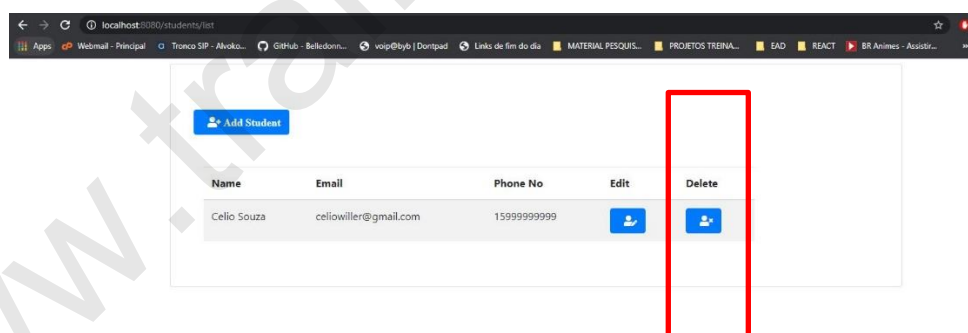 localhost:8080/students/list
Apps Webmail - Principal Tronco SIP - Alvoko... GitHub - Belledonn... voip@byb | Dontpad Links de fim do dia MATERIAL PESQUIS... PROJETOS TREINA... EAD REACT BR Animes - Assistir... »
Add Student
Name Email Phone No Edit Delete
Celio Souza celiowiller@gmail.com 15999999999